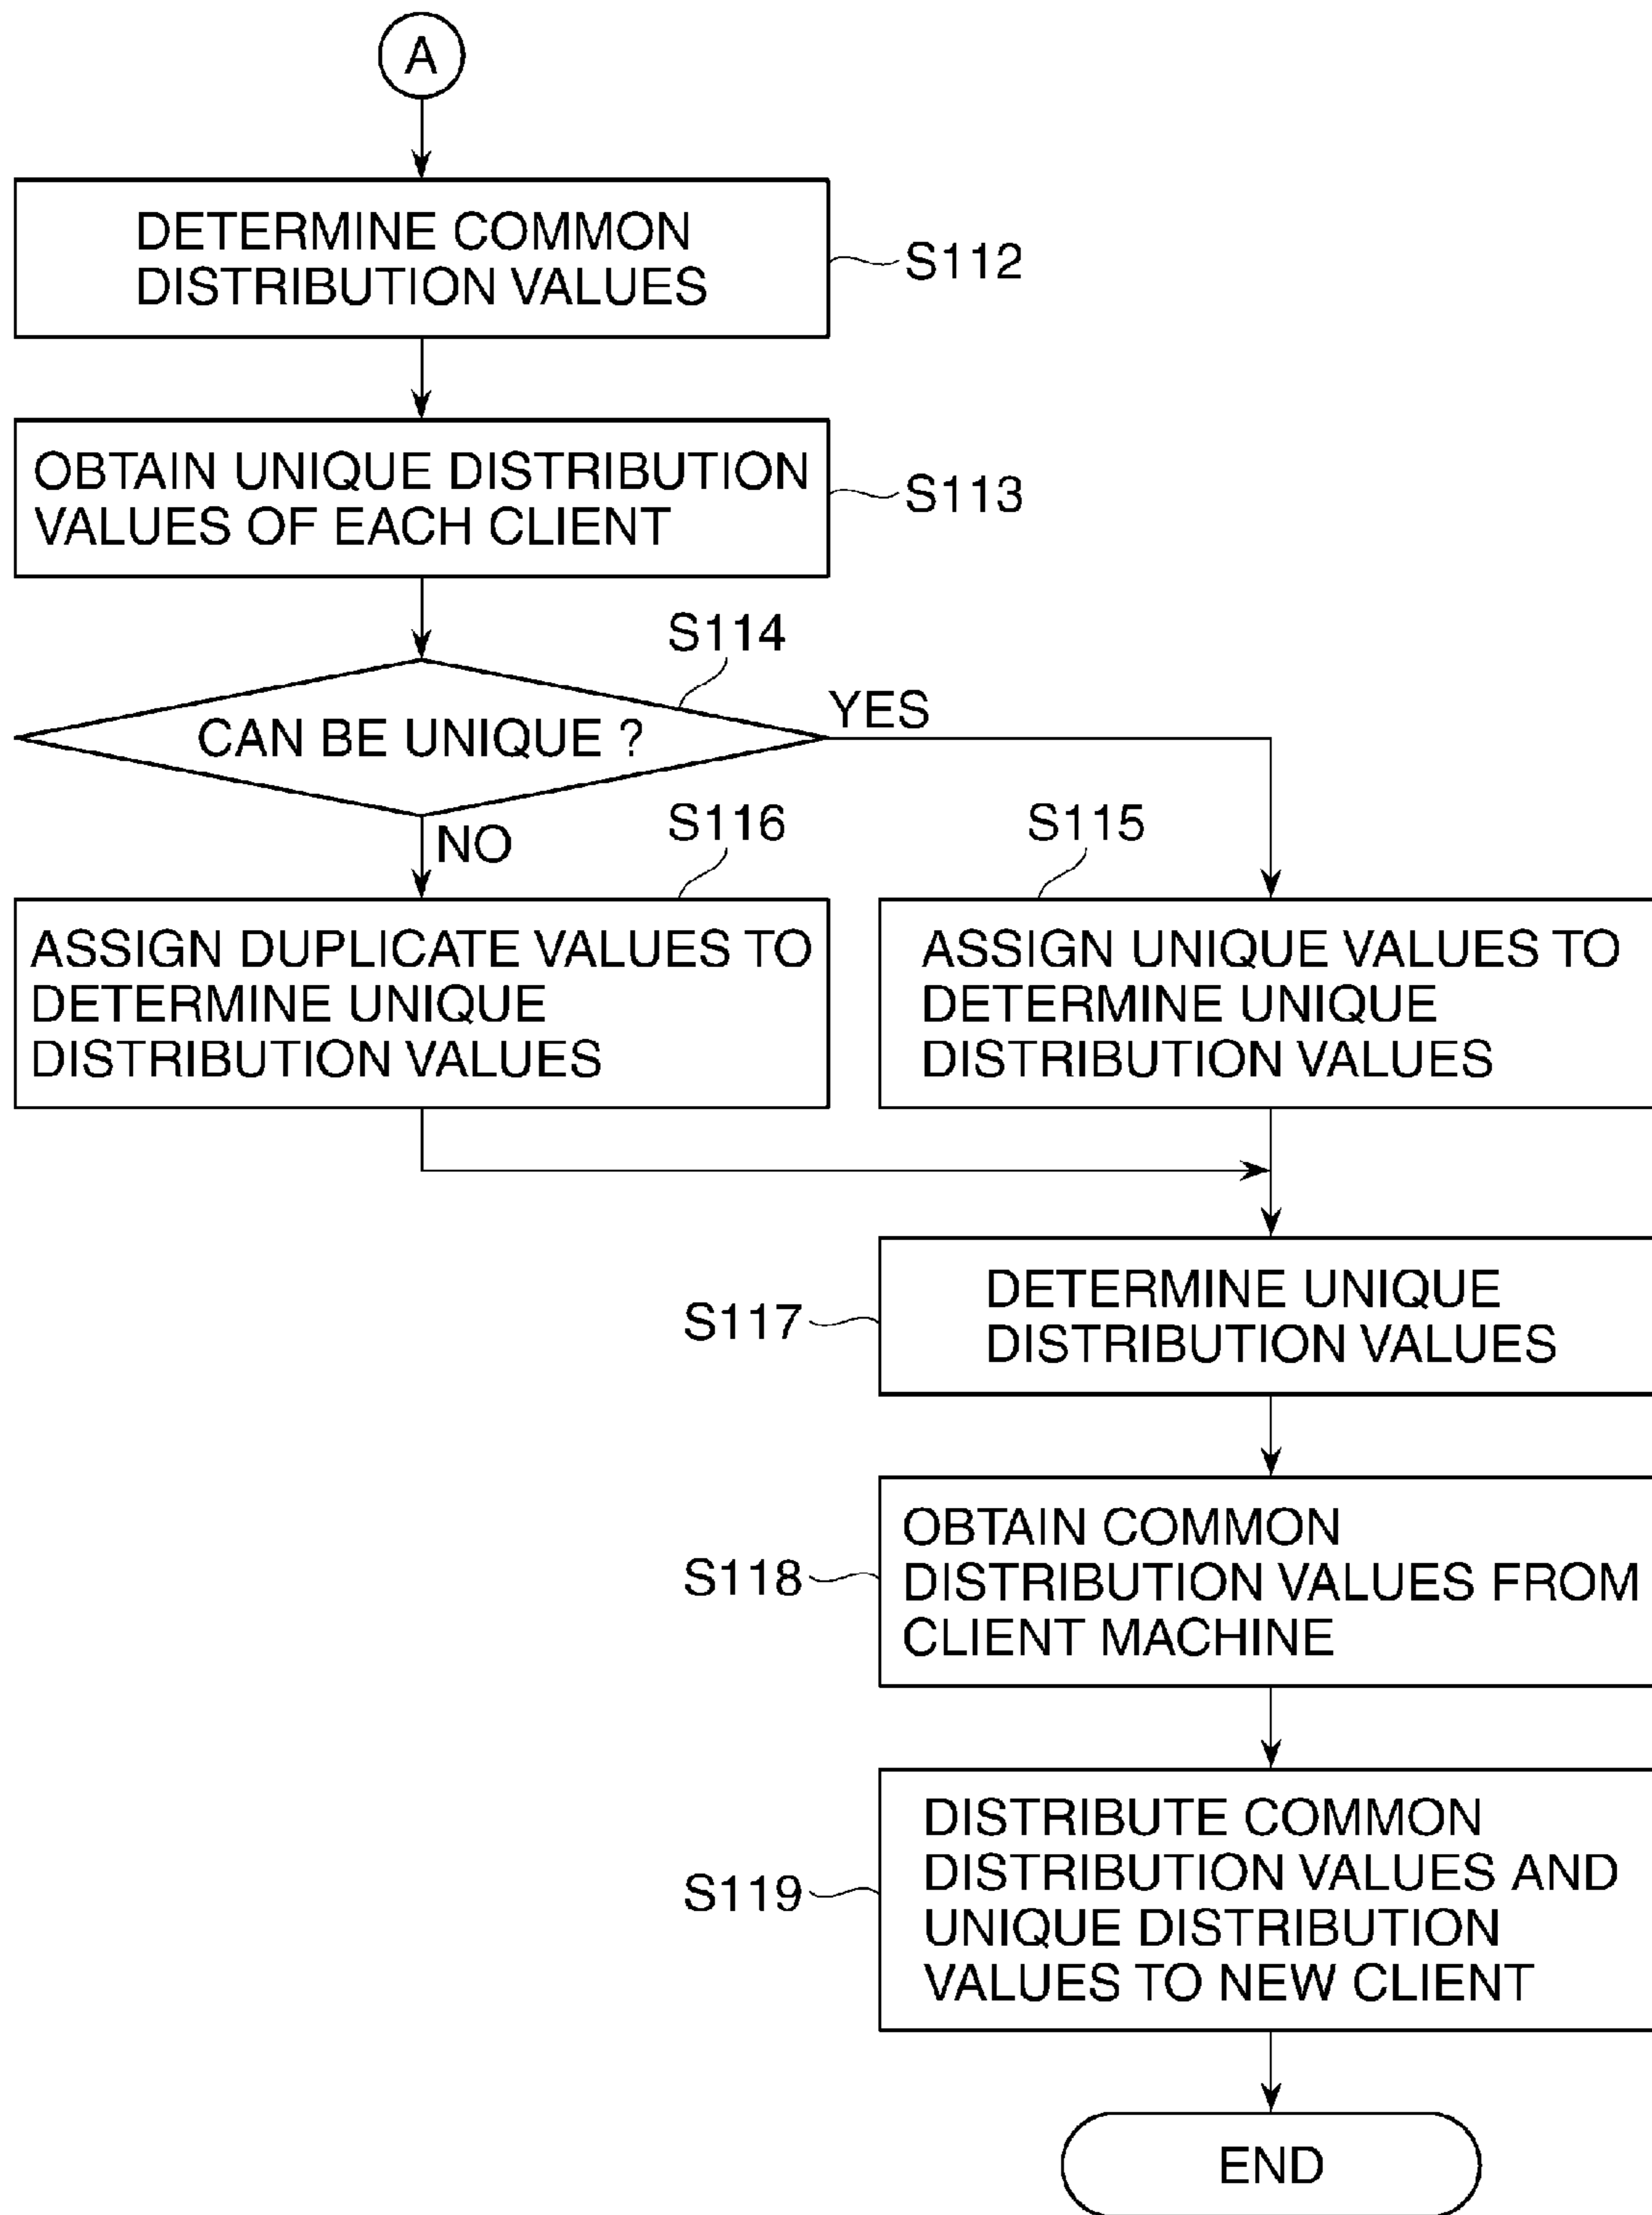 A
DETERMINE COMMON
DISTRIBUTION VALUES
S112
OBTAIN UNIQUE DISTRIBUTION
VALUES OF EACH CLIENT
S113
S114
CAN BE UNIQUE ?
YES
NO
S116
S115
ASSIGN DUPLICATE VALUES TO
DETERMINE UNIQUE
DISTRIBUTION VALUES
ASSIGN UNIQUE VALUES TO
DETERMINE UNIQUE
DISTRIBUTION VALUES
S117
DETERMINE UNIQUE
DISTRIBUTION VALUES
S118
OBTAIN COMMON
DISTRIBUTION VALUES FROM
CLIENT MACHINE
S119
DISTRIBUTE COMMON
DISTRIBUTION VALUES AND
UNIQUE DISTRIBUTION
VALUES TO NEW CLIENT
END